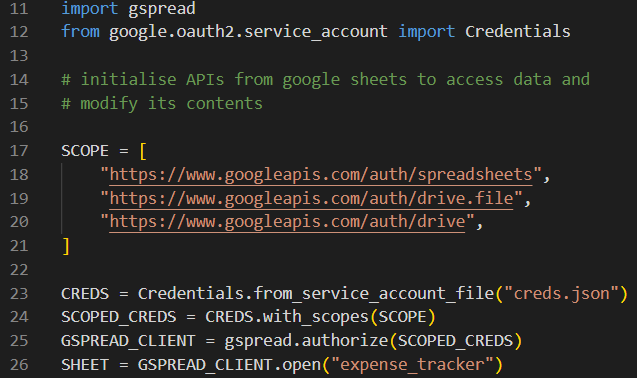 11 import gspread
12 from google.oauth2.service_account import Credentials
13
14 # initialise APIs from google sheets to access data and
15 # modify its contents
16
17 SCOPE = [
18     "https://www.googleapis.com/auth/spreadsheets",
19     "https://www.googleapis.com/auth/drive.file",
20     "https://www.googleapis.com/auth/drive",
21 ]
22
23 CREDS = Credentials.from_service_account_file("creds.json")
24 SCOPED_CREDS = CREDS.with_scopes(SCOPE)
25 GSPREAD_CLIENT = gspread.authorize(SCOPED_CREDS)
26 SHEET = GSPREAD_CLIENT.open("expense_tracker")